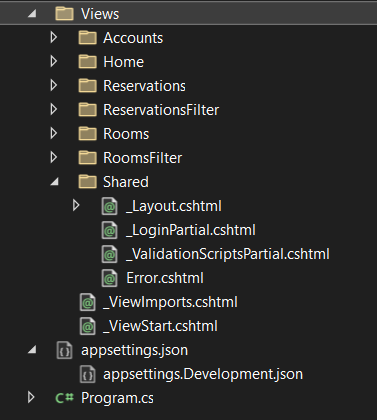 Views
Accounts
Home
Reservations
ReservationsFilter
Rooms
RoomsFilter
Shared
_Layout.cshtml
_LoginPartial.cshtml
_ValidationScriptsPartial.cshtml
Error.cshtml
_ViewImports.cshtml
_ViewStart.cshtml
appsettings.json
appsettings.Development.json
C# Program.cs